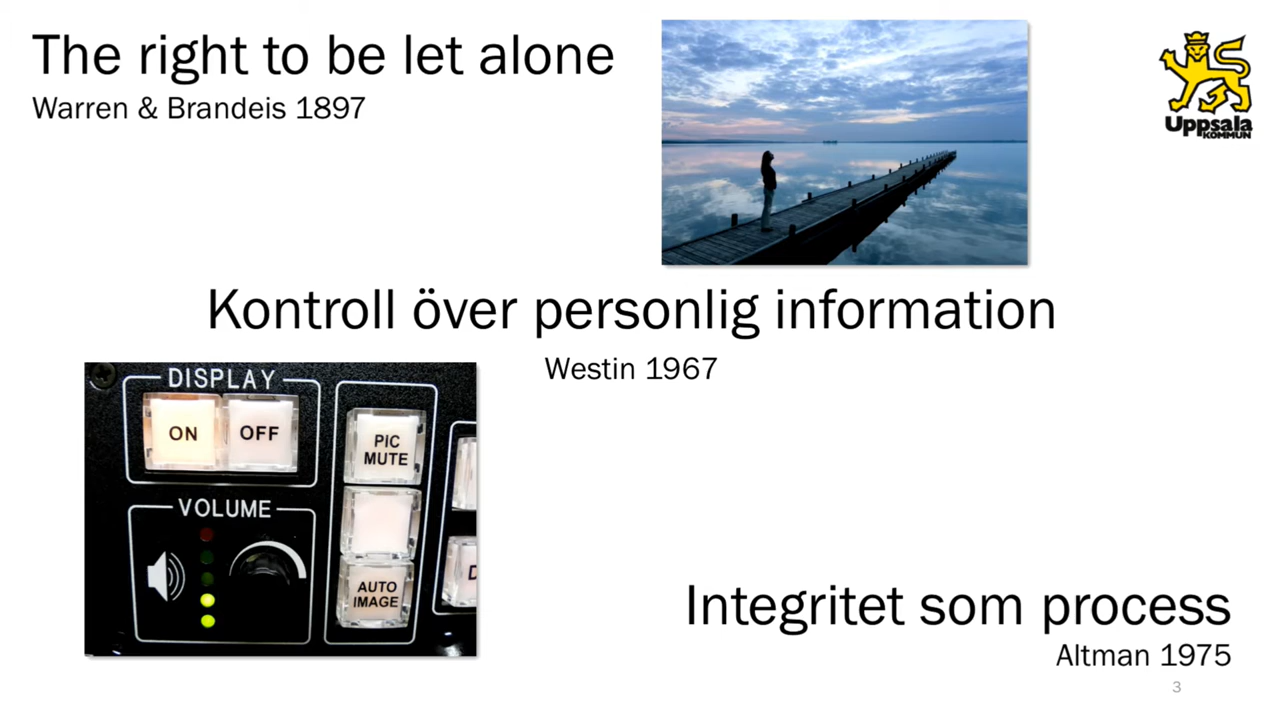 The right to be let alone
Warren & Brandeis 1897
Uppsala
KOMMUN
Kontroll över personlig information
Westin 1967
DISPLAY
ON OFF
PIC
MUTE
VOLUME
AUTO
IMAGE
D
Integritet som process
Altman 1975
3